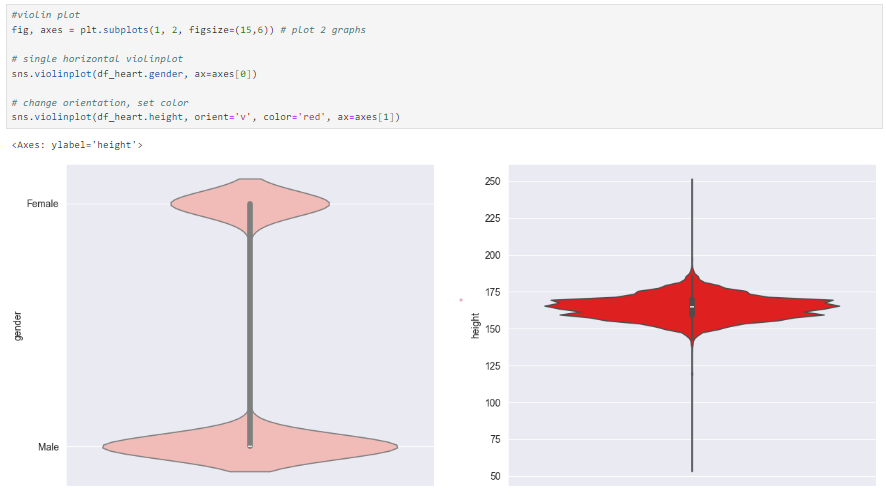 #violin plot
fig, axes = plt.subplots(1, 2, figsize=(15,6)) # plot 2 graphs
# single horizontal violinplot
sns.violinplot(df_heart.gender, ax=axes[0])
# change orientation, set color
sns.violinplot(df_heart.height, orient='v', color='red', ax=axes[1])
<Axes: ylabel='height'>
Female
gender
Male
250
225
200
175
height
150
125
100
75
50